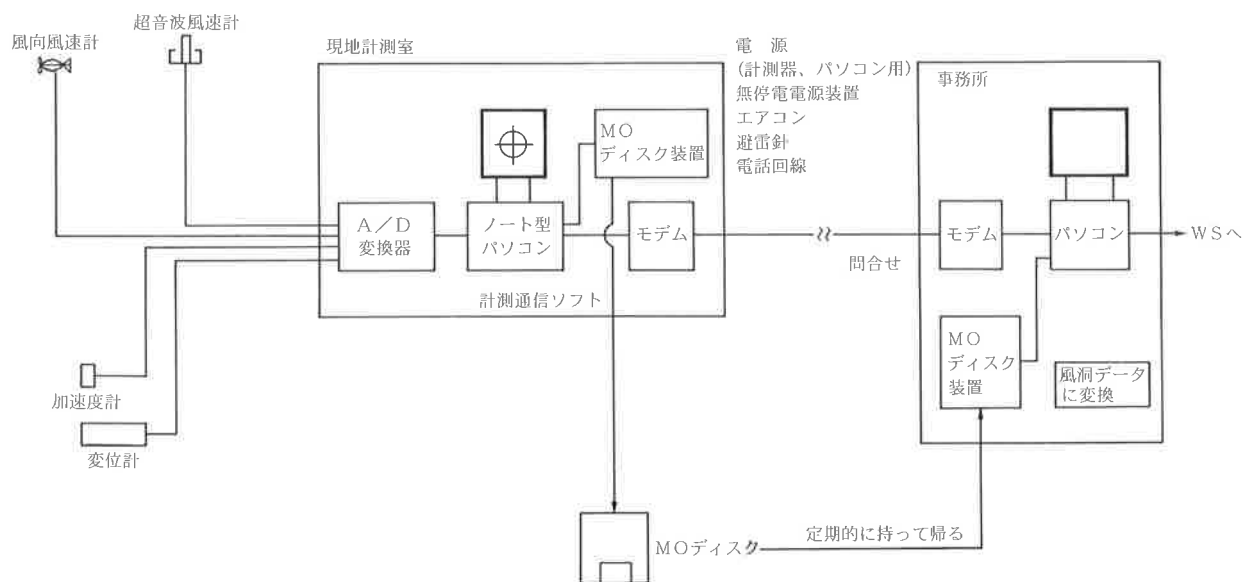 超音波風速計
風向風速計
現地計測室
電　源
(計測器、パソコン用)
無停電電源装置
エアコン
避雷針
電話回線
事務所
ＭＯ
ディスク装置
Ａ／Ｄ
変換器
ノート型
パソコン
モデム
計測通信ソフト
問合せ
モデム
パソコン
ＷＳへ
ＭＯ
ディスク
装置
風洞データ
に変換
加速度計
変位計
ＭＯディスク
定期的に持って帰る